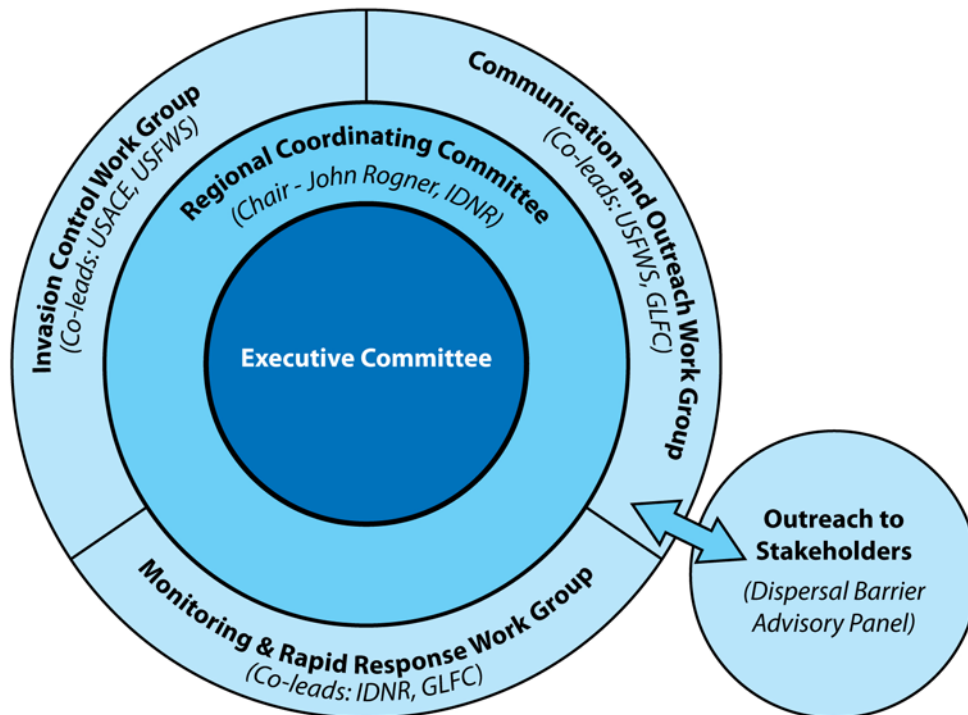 Invasion Control Work Group
(Co-leads: USACE, USFWS)
Communication and Outreach Work Group
(Co-leads: USFWS, GLFC)
Regional Coordinating Committee
(Chair - John Rogner, IDNR)
Executive Committee
Monitoring & Rapid Response Work Group
(Co-leads: IDNR, GLFC)
Outreach to
Stakeholders
(Dispersal Barrier
Advisory Panel)